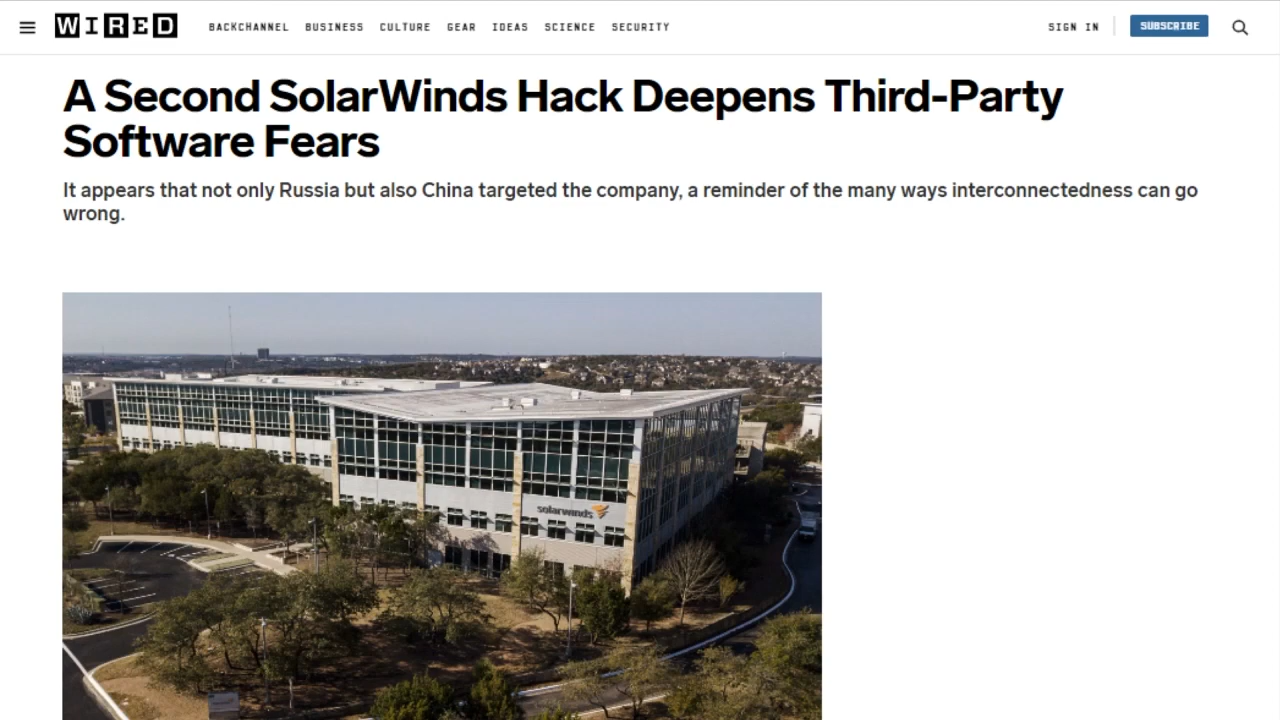 WIRED
BACKCHANNEL BUSINESS CULTURE GEAR IDEAS SCIENCE SECURITY
SIGN IN
SUBSCRIBE
A Second SolarWinds Hack Deepens Third-Party
Software Fears
It appears that not only Russia but also China targeted the company, a reminder of the many ways interconnectedness can go
wrong.
solarwinds